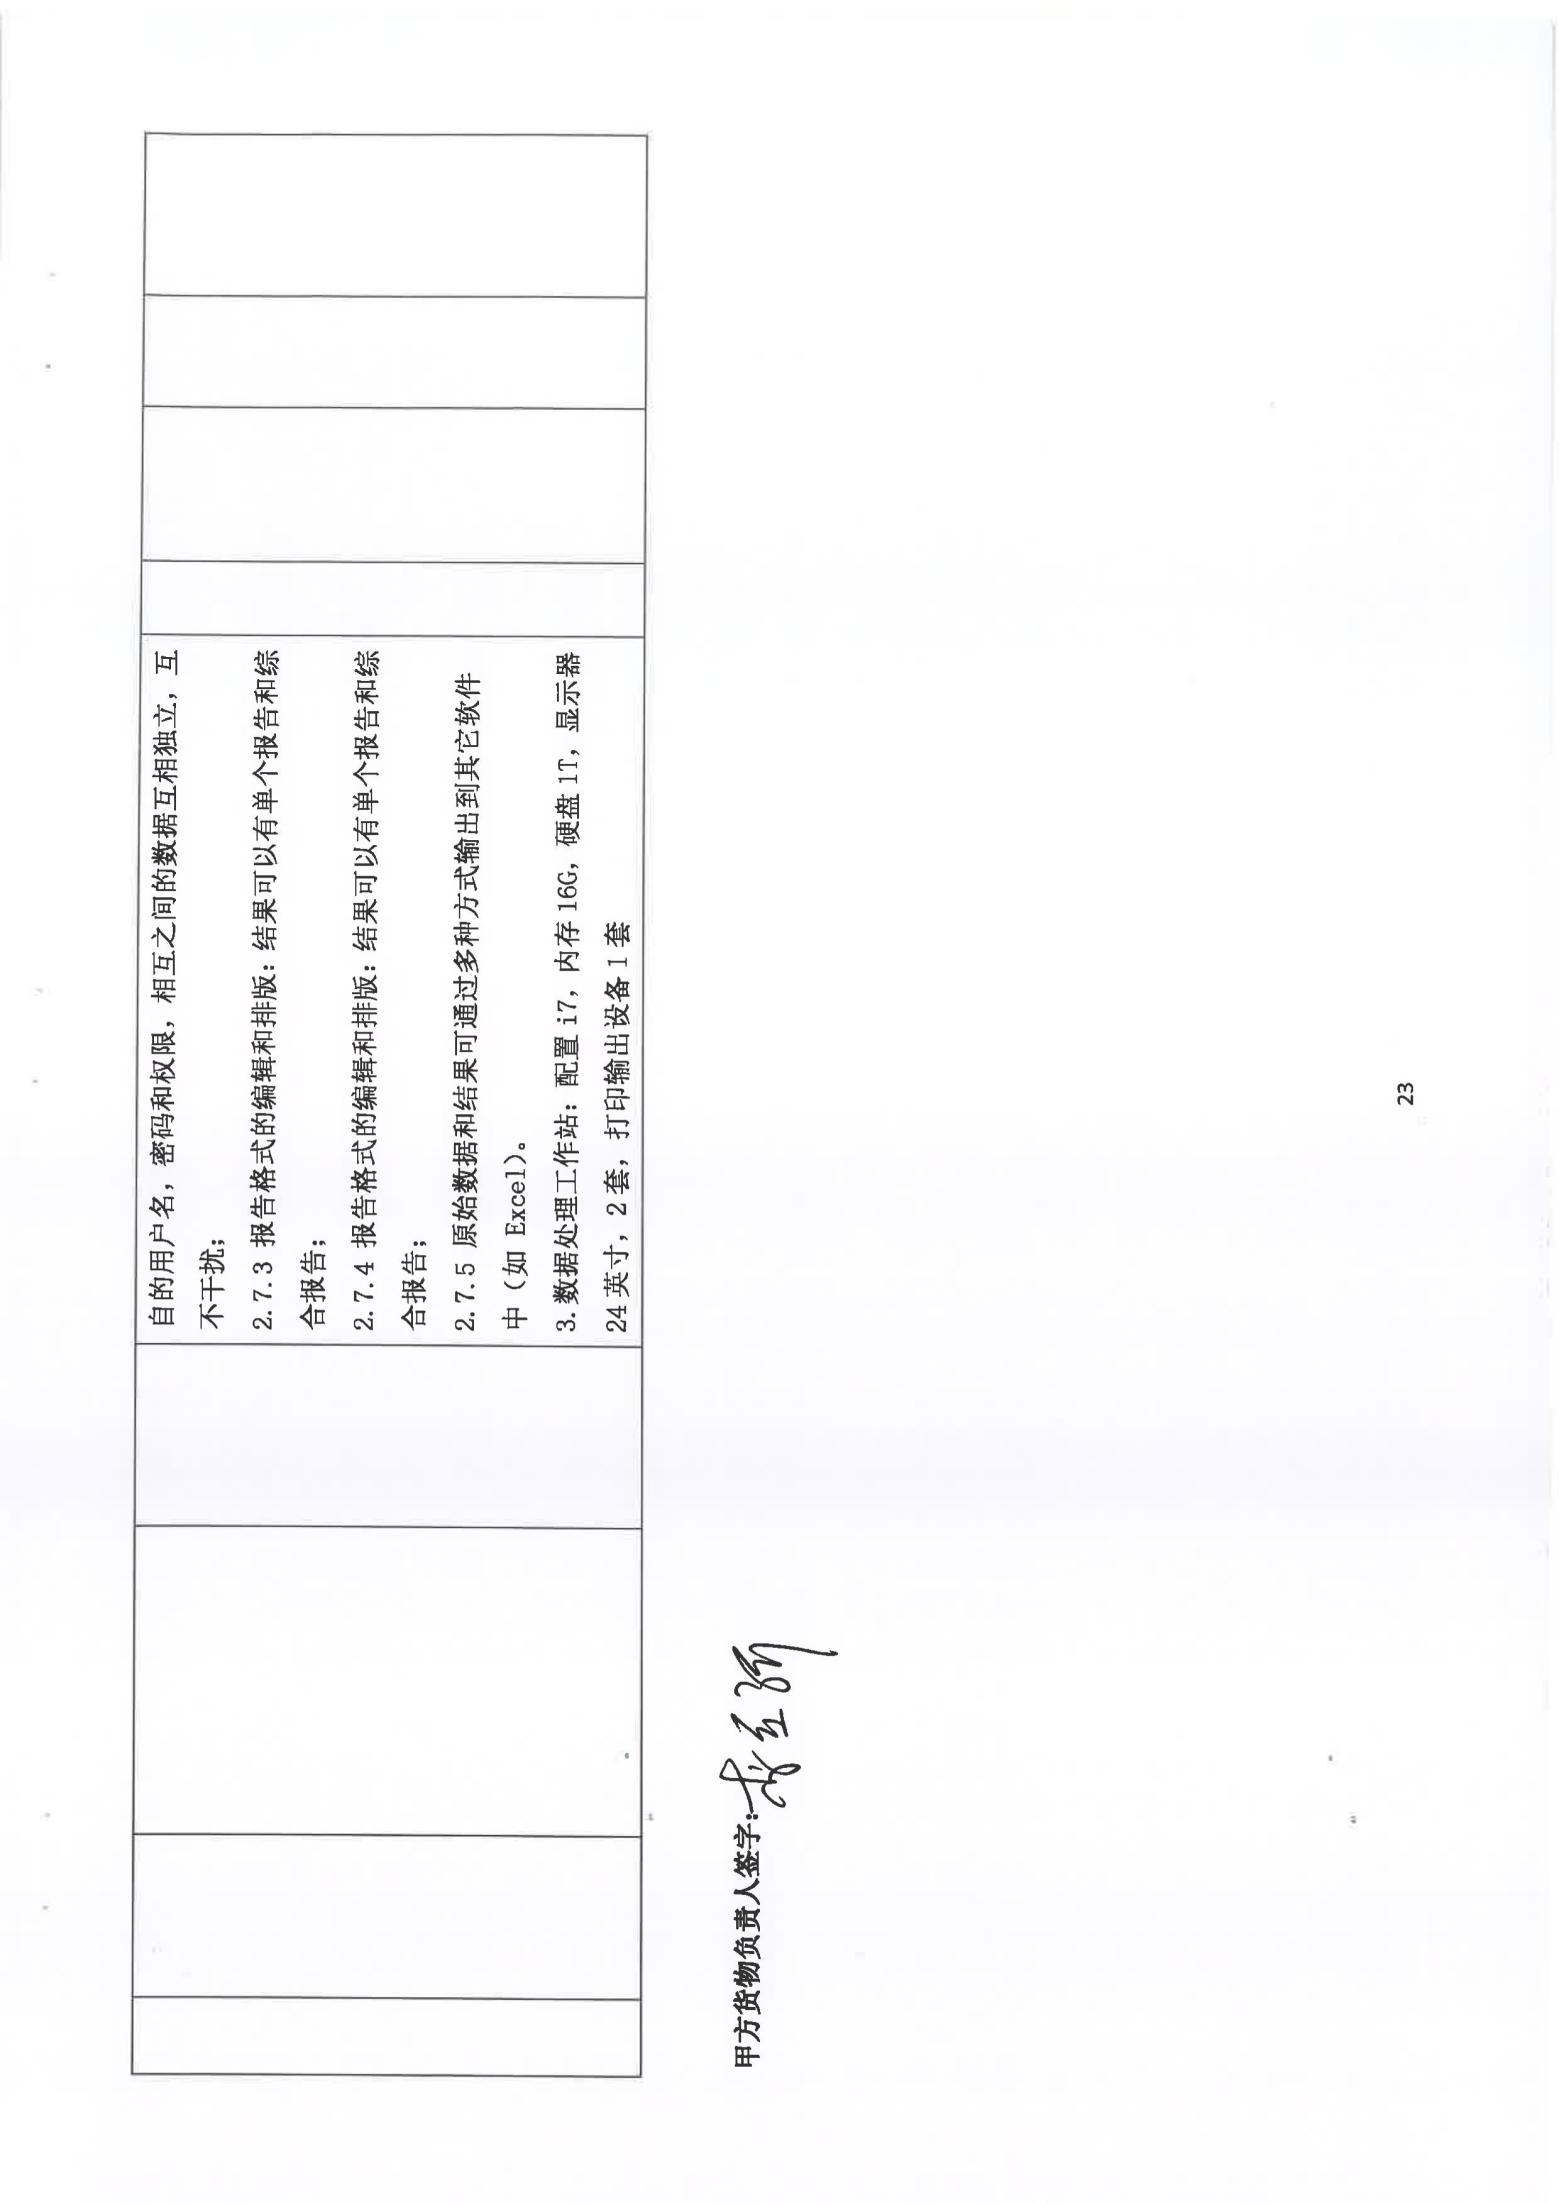 自的用户名，密码和权限，相互之间的数据互相独立，互
不干扰；
2.7.3 报告格式的编辑和排版：结果可以有单个报告和综
合报告；
2.7.4 报告格式的编辑和排版：结果可以有单个报告和综
合报告；
2.7.5 原始数据和结果可通过多种方式输出到其它软件
中（如 Excel）。
3.数据处理工作站：配置 i7，内存 16G，硬盘 1T，显示器
24 英寸，2 套，打印输出设备 1 套
甲方货物负责人签字：
23